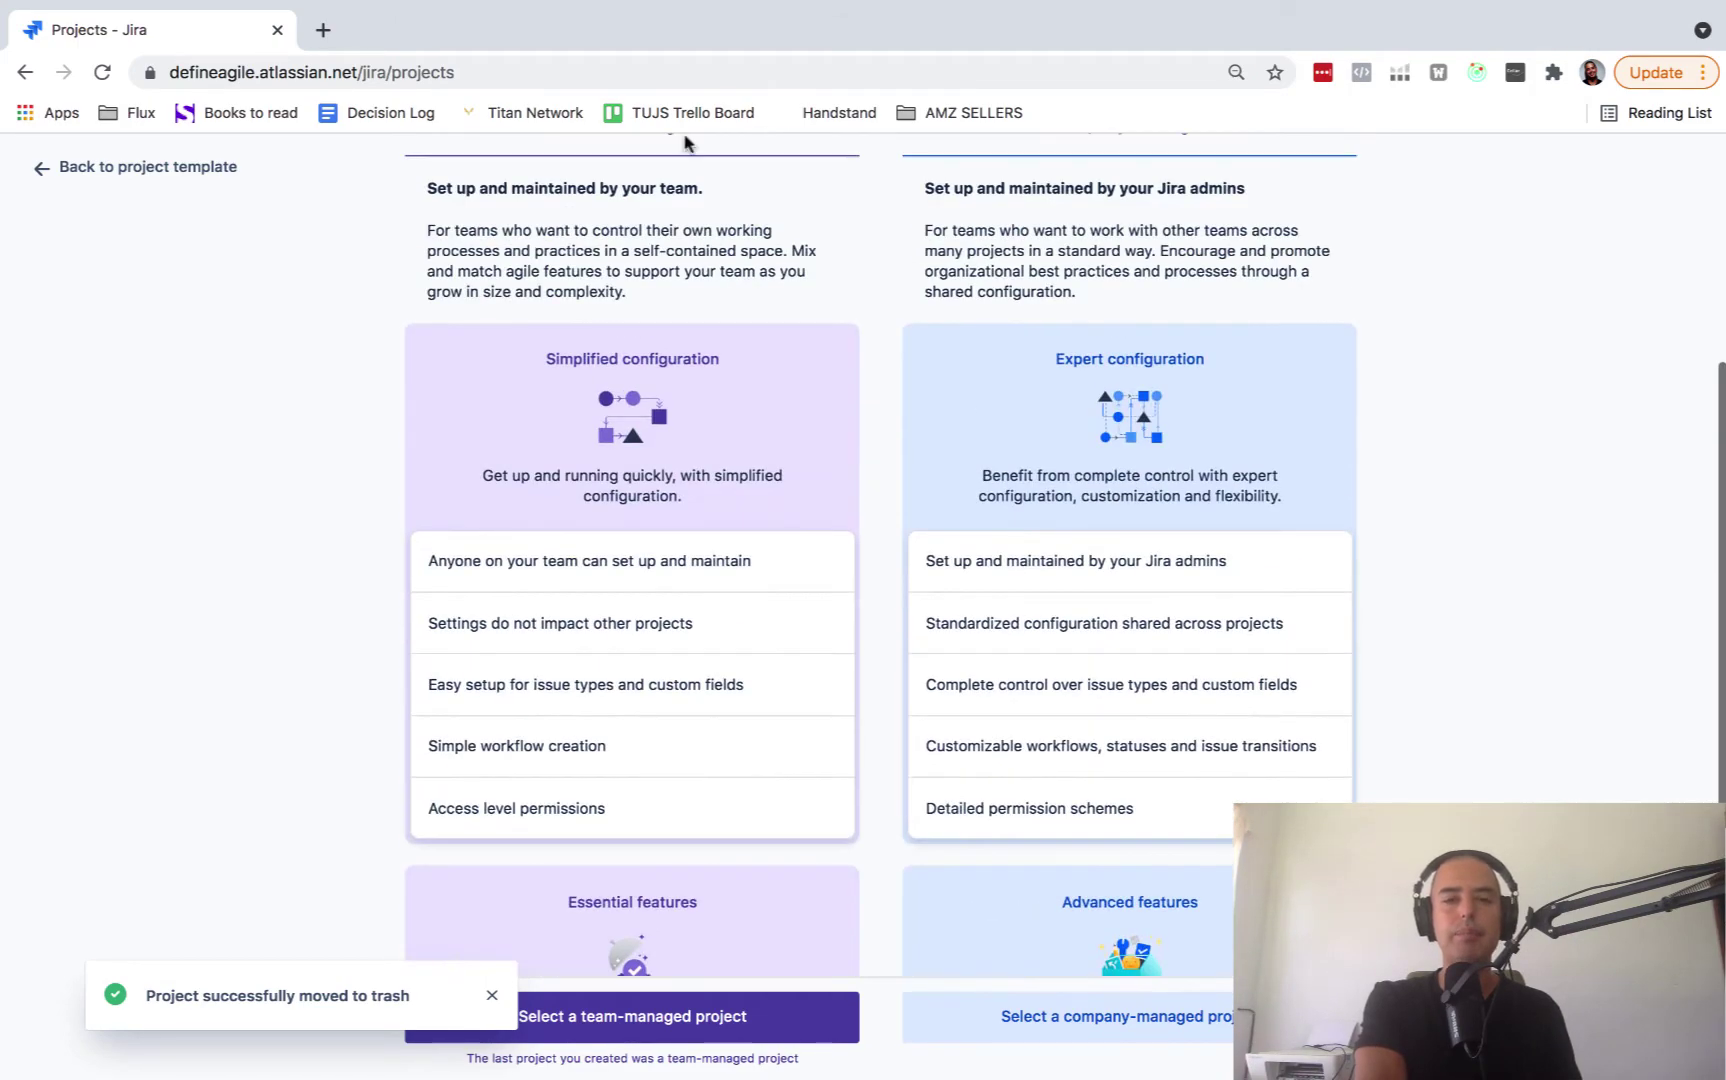 Projects - Jira
defineagile.atlassian.net/jira/projects
Update
Apps
Flux
Books to read
Decision Log
Titan Network
TUJS Trello Board
Handstand
AMZ SELLERS
Reading List
Back to project template
Set up and maintained by your team.
For teams who want to control their own working
processes and practices in a self-contained space. Mix
and match agile features to support your team as you
grow in size and complexity.
Simplified configuration
Get up and running quickly, with simplified
configuration.
Anyone on your team can set up and maintain
Settings do not impact other projects
Easy setup for issue types and custom fields
Simple workflow creation
Access level permissions
Essential features
Select a team-managed project
The last project you created was a team-managed project
Set up and maintained by your Jira admins
For teams who want to work with other teams across
many projects in a standard way. Encourage and promote
organizational best practices and processes through a
shared configuration.
Expert configuration
Benefit from complete control with expert
configuration, customization and flexibility.
Set up and maintained by your Jira admins
Standardized configuration shared across projects
Complete control over issue types and custom fields
Customizable workflows, statuses and issue transitions
Detailed permission schemes
Advanced features
Select a company-managed proj
Project successfully moved to trash